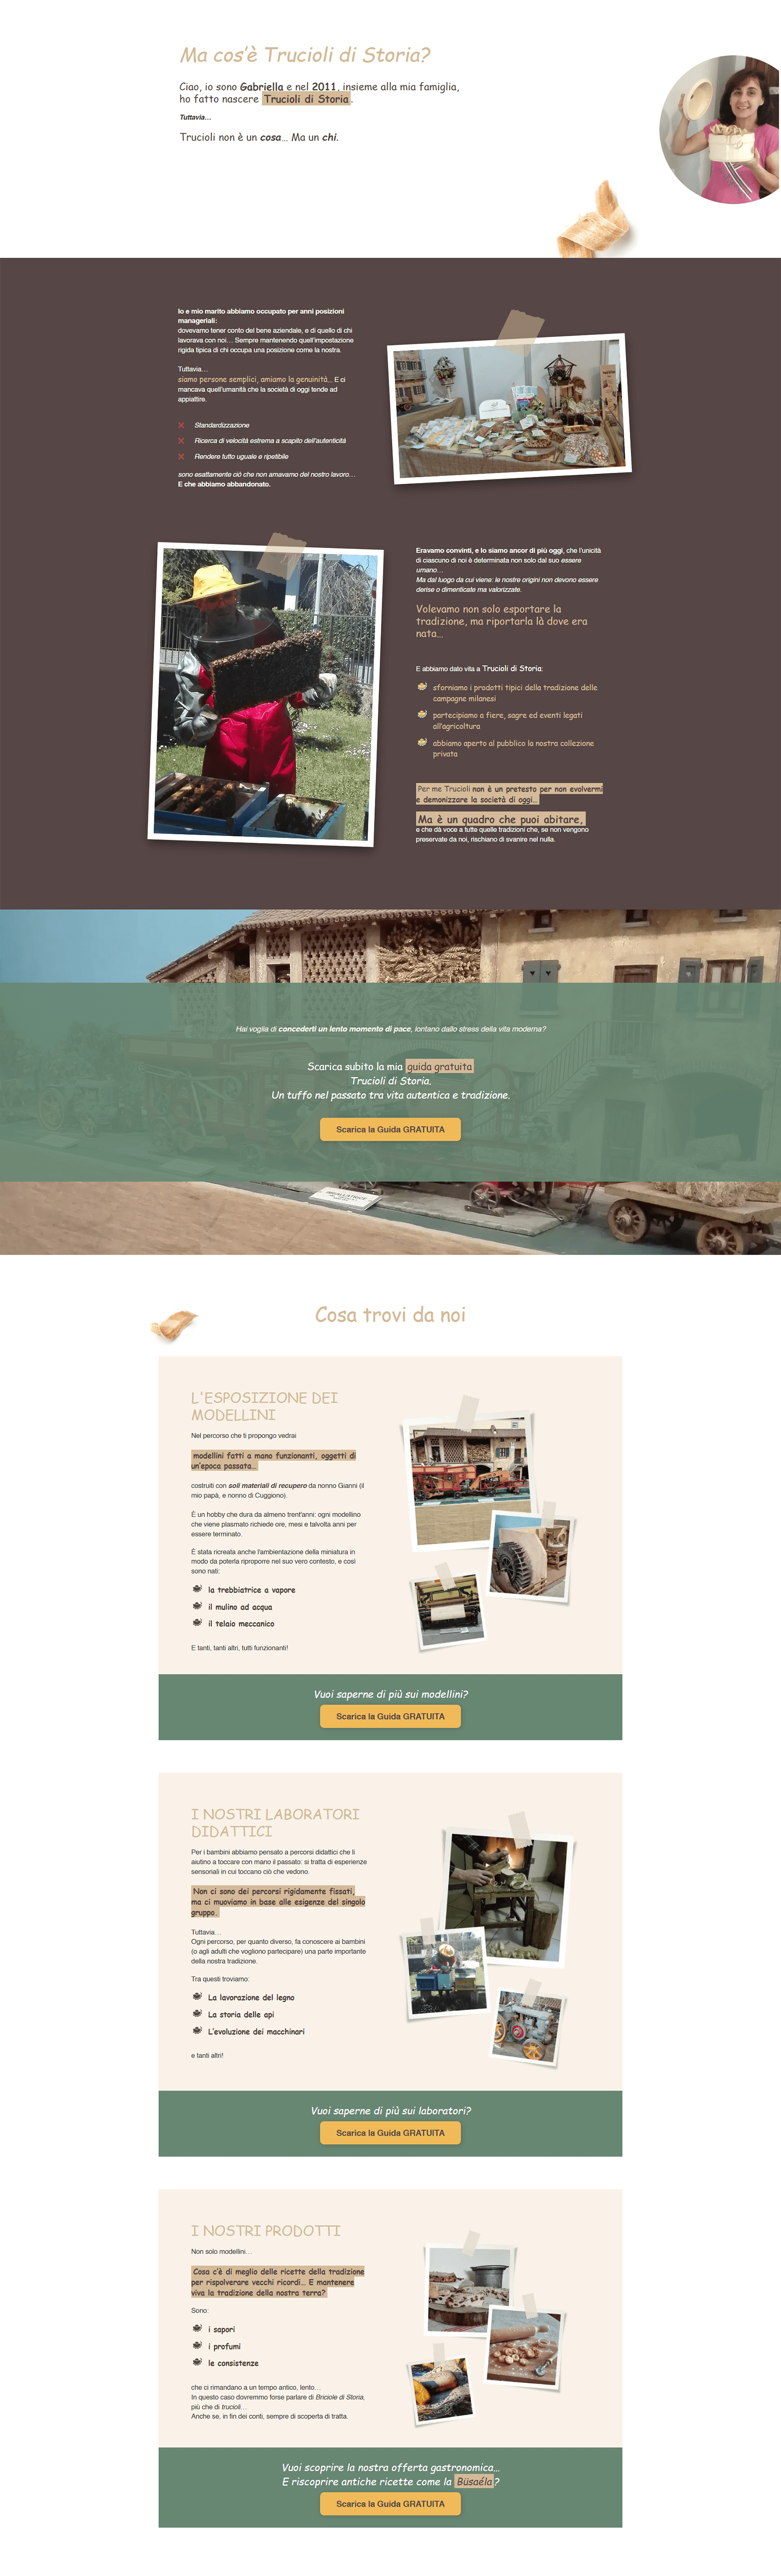 Ma cos'è Trucioli di Storia?
Ciao, io sono Gabriella e nel 2011, insieme alla mia famiglia,
ho fatto nascere Trucioli di Storia.
Tuttavia...
Trucioli non è un cosa... Ma un chi.
Io e mio marito abbiamo occupato per anni posizioni
manageriali:
dovevamo tener conto del bene aziendale, e di quello di chi
lavorava con noi... Sempre mantenendo quell'impostazione
rigida tipica di chi occupa una posizione come la nostra.
Tuttavia...
siamo persone semplici, amiamo la genuinità... E ci
mancava quell'umanità che la società di oggi tende ad
appiattire.
Standardizzazione
Ricerca di velocità estrema a scapito dell'autenticità
Rendere tutto uguale e ripetibile
sono esattamente ciò che non amavamo del nostro lavoro...
E che abbiamo abbandonato.
Eravamo convinti, e lo siamo ancor di più oggi, che l'unicità
di ciascuno di noi è determinata non solo dal suo essere
umano...
Ma dal luogo da cui viene: le nostre origini non devono essere
derise o dimenticate ma valorizzate.
Volevamo non solo esportare la
tradizione, ma riportarla là dove era
nata...
E abbiamo dato vita a Trucioli di Storia:
sforniamo i prodotti tipici della tradizione delle
campagne milanesi
partecipiamo a fiere, sagre ed eventi legati
all'agricoltura
abbiamo aperto al pubblico la nostra collezione
privata
Per me Trucioli non è un pretesto per non evolvermi
e demonizzare la società di oggi...
Ma è un quadro che puoi abitare,
e che dà voce a tutte quelle tradizioni che, se non vengono
preservate da noi, rischiano di svanire nel nulla.
Hai voglia di concederti un lento momento di pace, lontano dallo stress della vita moderna?
Scarica subito la mia guida gratuita
Trucioli di Storia.
Un tuffo nel passato tra vita autentica e tradizione.
Scarica la Guida GRATUITA
Cosa trovi da noi
L'ESPOSIZIONE DEI
MODELLINI
Nel percorso che ti propongo vedrai
modellini fatti a mano funzionanti, oggetti di
un'epoca passata...
costruiti con soli materiali di recupero da nonno Gianni (il
mio papà, e nonno di Cuggiono).
È un hobby che dura da almeno trent'anni: ogni modellino
che viene plasmato richiede ore, mesi e talvolta anni per
essere terminato.
È stata ricreata anche l'ambientazione della miniatura in
modo da poterla riproporre nel suo vero contesto, e così
sono nati:
la trebbiatrice a vapore
il mulino ad acqua
il telaio meccanico
E tanti, tanti altri, tutti funzionanti!
Vuoi saperne di più sui modellini?
Scarica la Guida GRATUITA
I NOSTRI LABORATORI
DIDATTICI
Per i bambini abbiamo pensato a percorsi didattici che li
aiutino a toccare con mano il passato: si tratta di esperienze
sensoriali in cui toccano ciò che vedono.
Non ci sono dei percorsi rigidamente fissati,
ma ci muoviamo in base alle esigenze del singolo
gruppo.
Tuttavia...
Ogni percorso, per quanto diverso, fa conoscere ai bambini
(o agli adulti che vogliono partecipare) una parte importante
della nostra tradizione.
Tra questi troviamo:
La lavorazione del legno
La storia delle api
L'evoluzione dei macchinari
e tanti altri!
Vuoi saperne di più sui laboratori?
Scarica la Guida GRATUITA
I NOSTRI PRODOTTI
Non solo modellini...
Cosa c'è di meglio delle ricette della tradizione
per rispolverare vecchi ricordi... E mantenere
viva la tradizione della nostra terra?
Sono:
i sapori
i profumi
le consistenze
che ci rimandano a un tempo antico, lento...
In questo caso dovremmo forse parlare di Briciole di Storia,
più che di trucioli...
Anche se, in fin dei conti, sempre di scoperta di tratta.
Vuoi scoprire la nostra offerta gastronomica...
E riscoprire antiche ricette come la Büsaéla?
Scarica la Guida GRATUITA